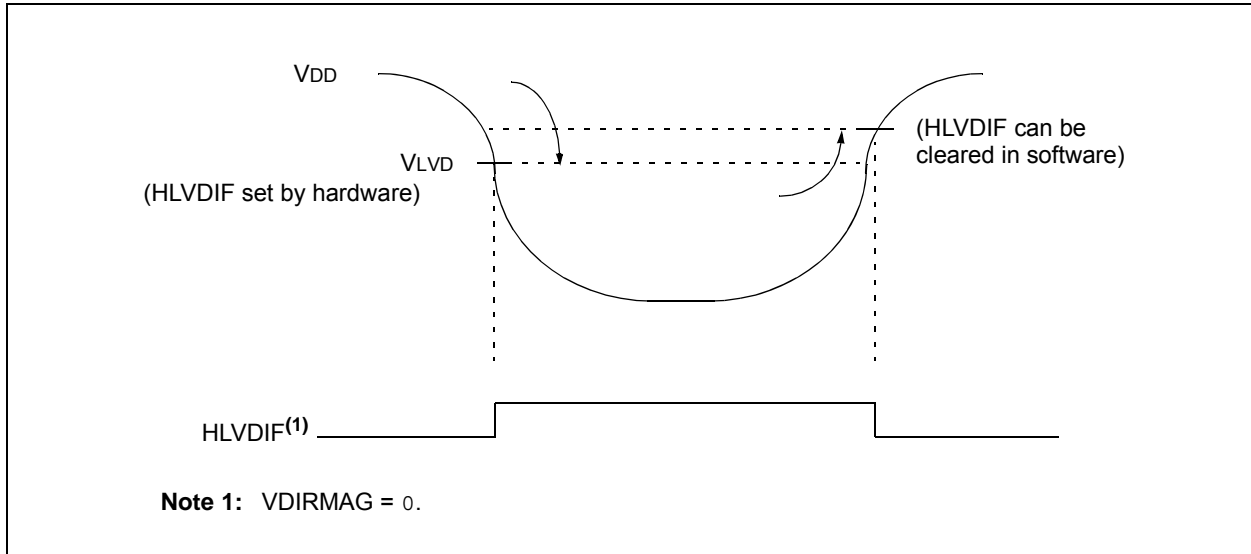 VDD
(HLVDIF can be
cleared in software)
VLVD
(HLVDIF set by hardware)
HLVDIF(1)
Note 1: VDIRMAG = 0.